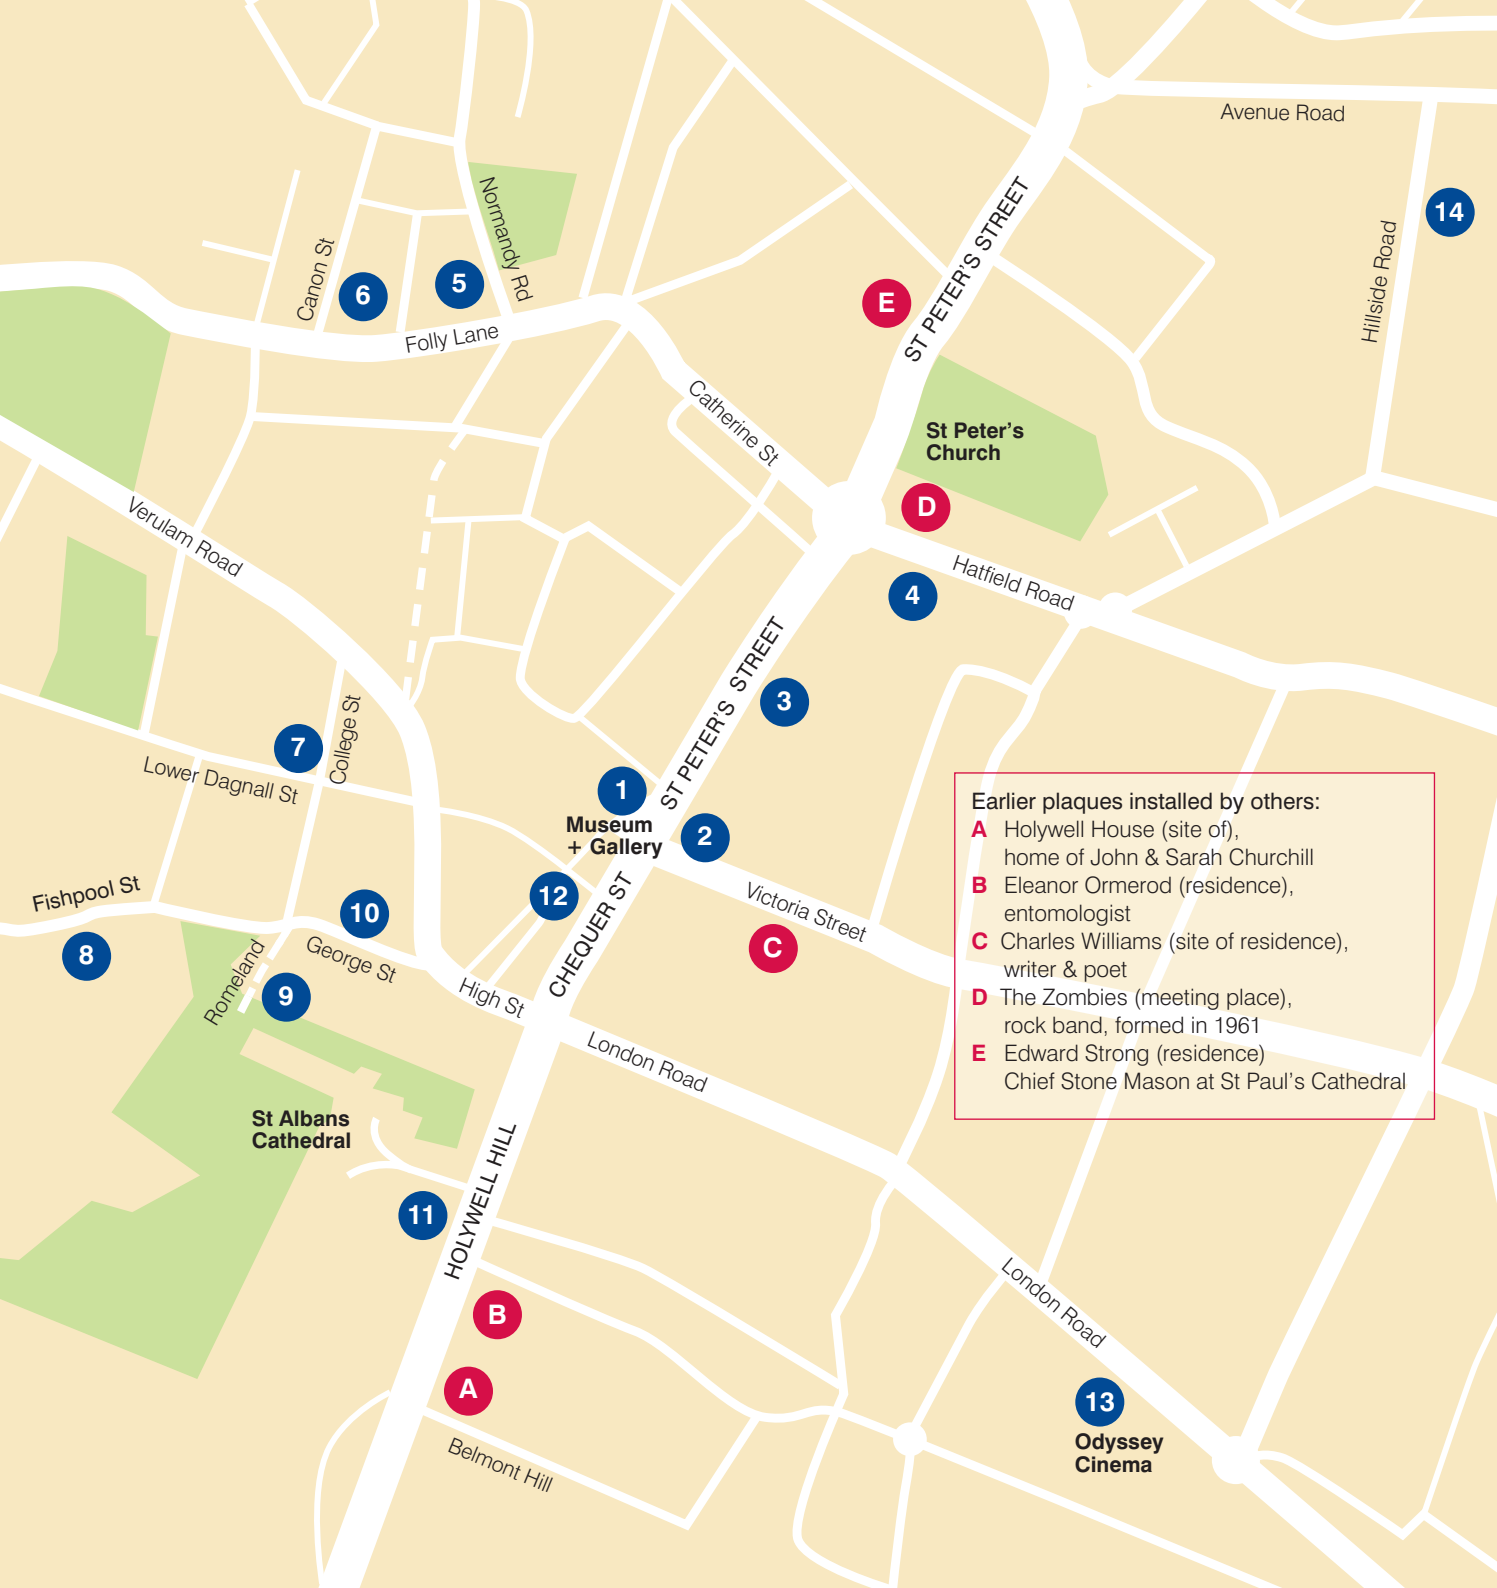 Avenue Road
Normandy Rd
ST PETER'S STREET
14
Hillside Road
Canon St
6
5
E
Folly Lane
Catherine St
St Peter's
Church
D
Verulam Road
Hatfield Road
4
ST PETER'S STREET
3
College St
7
Lower Dagnall St
1
Museum
+ Gallery
2
Earlier plaques installed by others:
A Holywell House (site of),
home of John & Sarah Churchill
B Eleanor Ormerod (residence),
entomologist
C Charles Williams (site of residence),
writer & poet
D The Zombies (meeting place),
rock band, formed in 1961
E Edward Strong (residence)
Chief Stone Mason at St Paul's Cathedral
Fishpool St
10
12
CHEQUER ST
Victoria Street
C
8
Romeland
George St
9
High St
London Road
St Albans
Cathedral
11
HOLYWELL HILL
London Road
B
A
13
Odyssey
Cinema
Belmont Hill